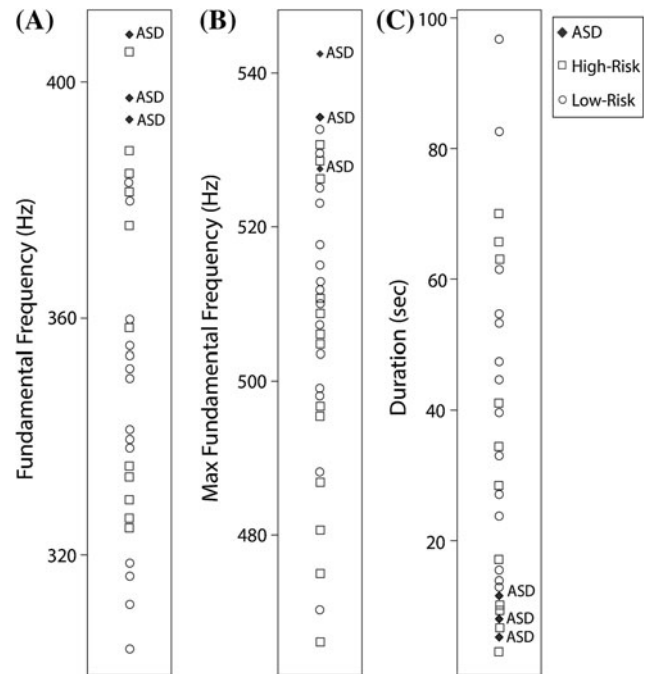 (A)
Fundamental Frequency (Hz)
400
360
320
ASD
ASD
ASD
(B)
Max Fundamental Frequency (Hz)
540
520
500
480
ASD
ASD
ASD
(C)
Duration (sec)
100
80
60
40
20
ASD
ASD
ASD
ASD
High-Risk
Low-Risk